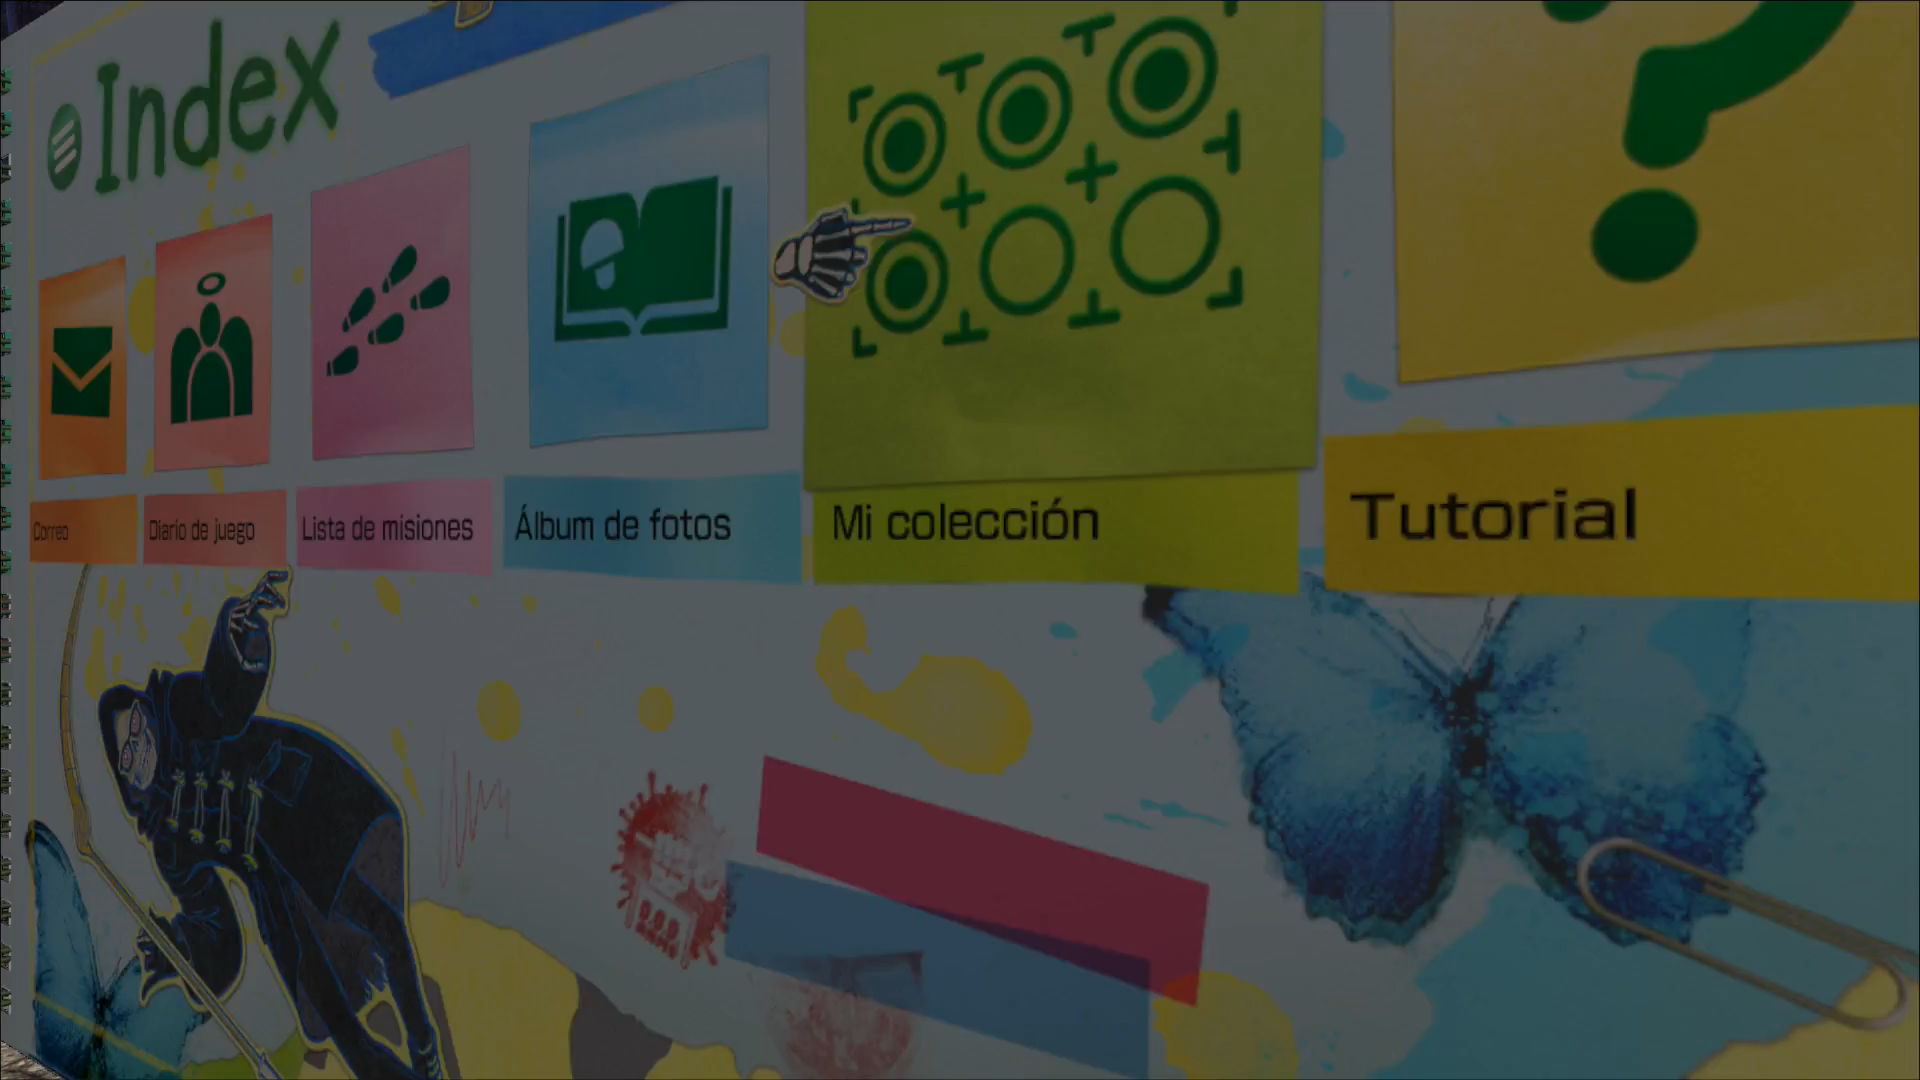 Index
Correo
Diario de juego
Lista de misiones
Álbum de fotos
Mi colección
Tutorial